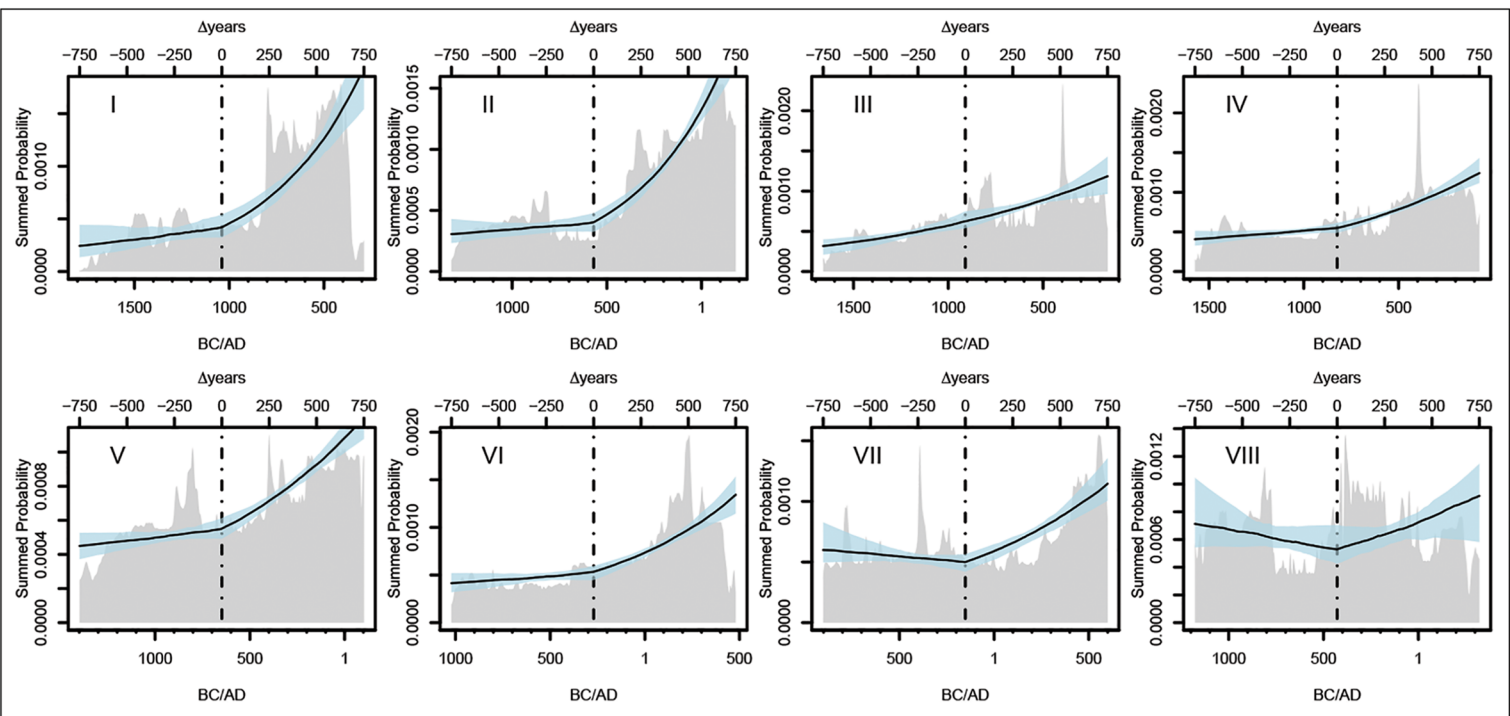 Δyears Δyears Δyears Δyears
−750 −500 −250 0 250 500 750 −750 −500 −250 0 250 500 750 −750 −500 −250 0 250 500 750 −750 −500 −250 0 250 500 750
I II III IV
Summed Probability Summed Probability Summed Probability Summed Probability
0.0000 0.0010 0.0000 0.0005 0.0010 0.0015 0.0000 0.0010 0.0020 0.0000 0.0010 0.0020
1500 1000 500 1000 500 1 1500 1000 500 1500 1000 500
BC/AD BC/AD BC/AD BC/AD
Δyears Δyears Δyears Δyears
−750 −500 −250 0 250 500 750 −750 −500 −250 0 250 500 750 −750 −500 −250 0 250 500 750 −750 −500 −250 0 250 500 750
V VI VII VIII
Summed Probability Summed Probability Summed Probability Summed Probability
0.0000 0.0004 0.0008 0.0000 0.0010 0.0020 0.0000 0.0010 0.0000 0.0006 0.0012
1000 500 1 1000 500 1 500 500 1 500 1000 500 1
BC/AD BC/AD BC/AD BC/AD